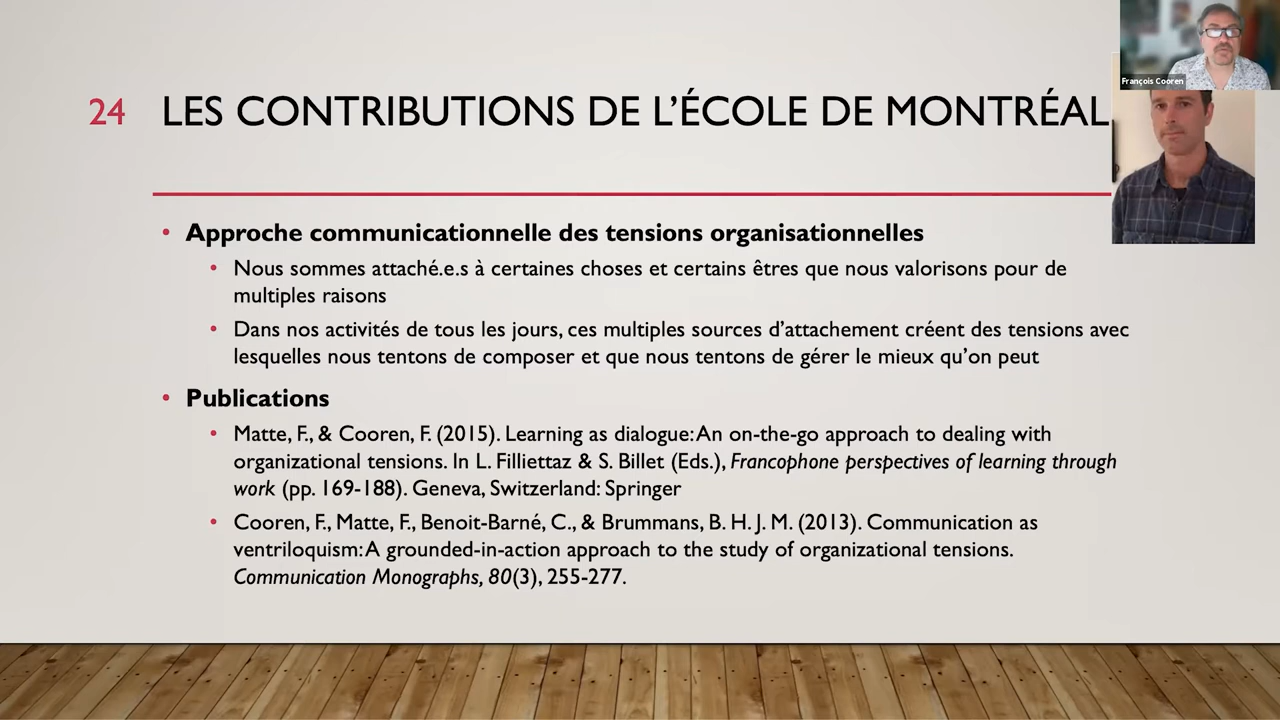 François Cooren
24 LES CONTRIBUTIONS DE L'ÉCOLE DE MONTRÉAL
• Approche communicationnelle des tensions organisationnelles
• Nous sommes attaché.e.s à certaines choses et certains êtres que nous valorisons pour de
multiples raisons
• Dans nos activités de tous les jours, ces multiples sources d'attachement créent des tensions avec
lesquelles nous tentons de composer et que nous tentons de gérer le mieux qu'on peut
• Publications
• Matte, F., & Cooren, F. (2015). Learning as dialogue: An on-the-go approach to dealing with
organizational tensions. In L. Filliettaz & S. Billet (Eds.), Francophone perspectives of learning through
work (pp. 169-188). Geneva, Switzerland: Springer
• Cooren, F., Matte, F., Benoit-Barné, C., & Brummans, B. H. J. M. (2013). Communication as
ventriloquism: A grounded-in-action approach to the study of organizational tensions.
Communication Monographs, 80(3), 255-277.